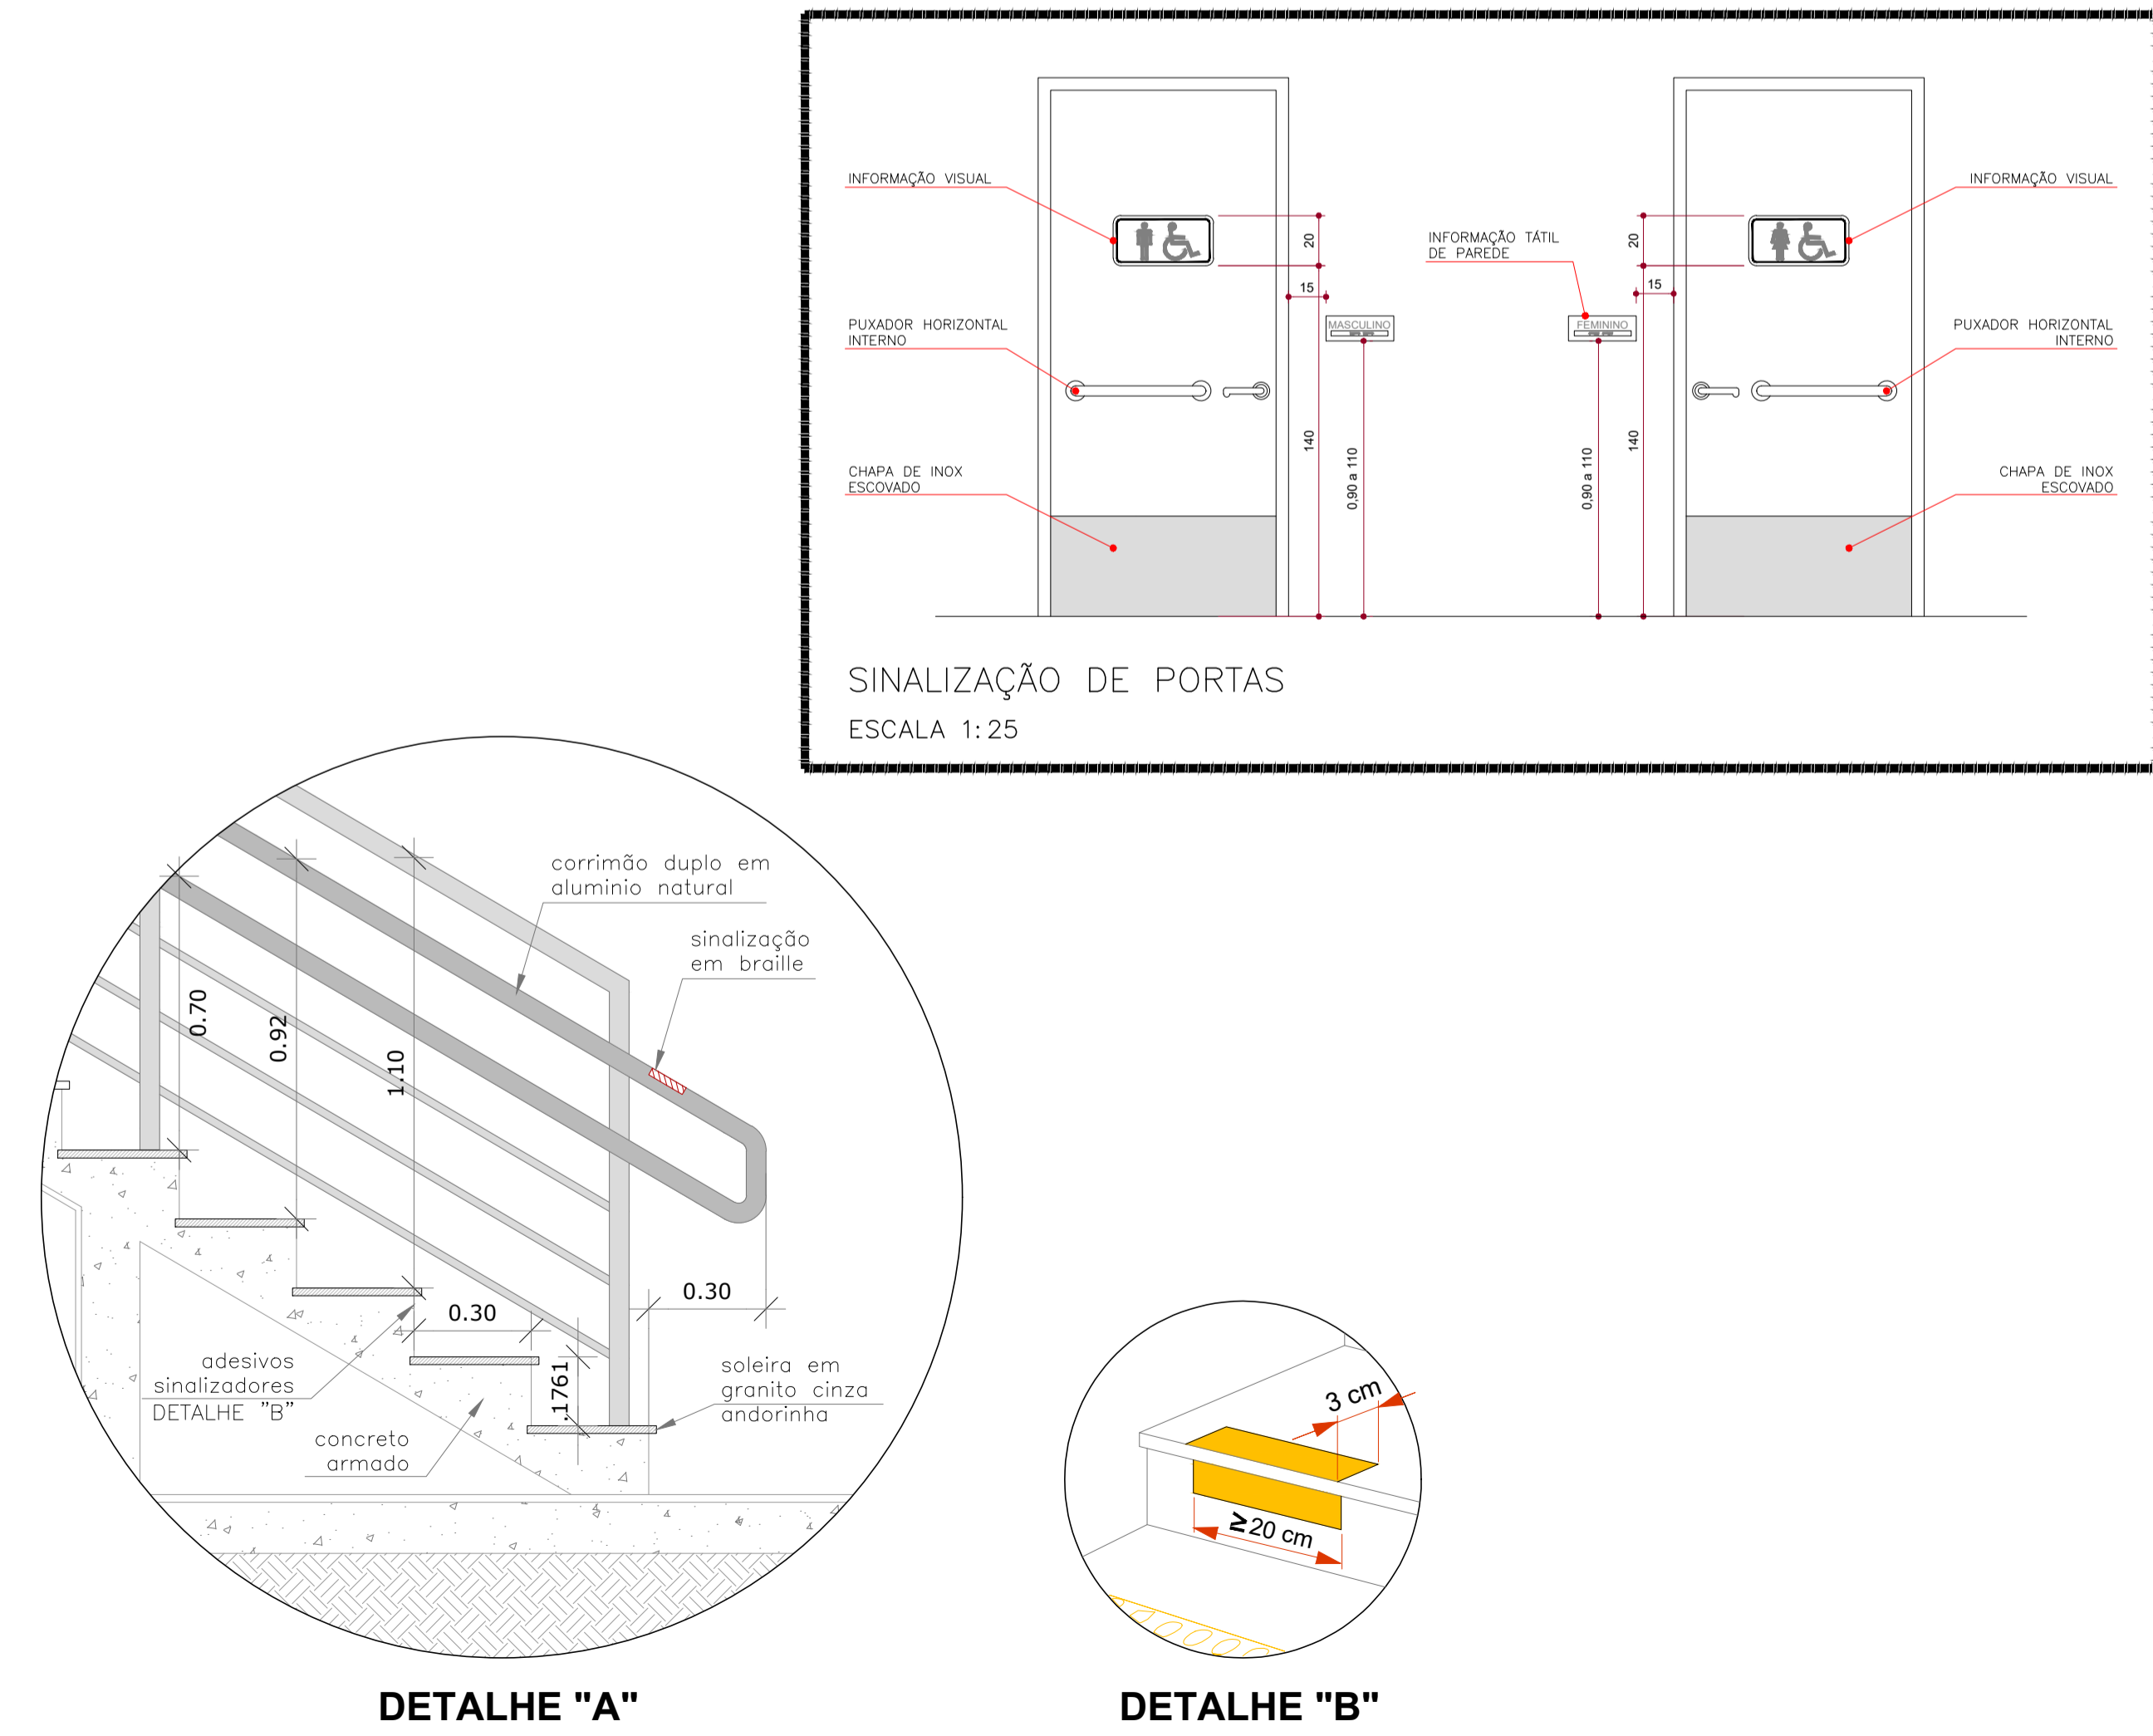 INFORMAÇÃO VISUAL
PUXADOR HORIZONTAL
INTERNO
CHAPA DE INOX
ESCOVADO
20
15
MASCULINO
140
0,90 a 110
INFORMAÇÃO TÁTIL
DE PAREDE
FEMININO
0,90 a 110
20
15
140
INFORMAÇÃO VISUAL
PUXADOR HORIZONTAL
INTERNO
CHAPA DE INOX
ESCOVADO
SINALIZAÇÃO DE PORTAS
ESCALA 1:25
corrimão duplo em
aluminio natural
sinalização
em braille
0.70
0.92
1.10
0.30
0.30
.1761
adesivos
sinalizadores
DETALHE "B"
concreto
armado
soleira em
granito cinza
andorinha
DETALHE "A"
3 cm
≥20 cm
DETALHE "B"